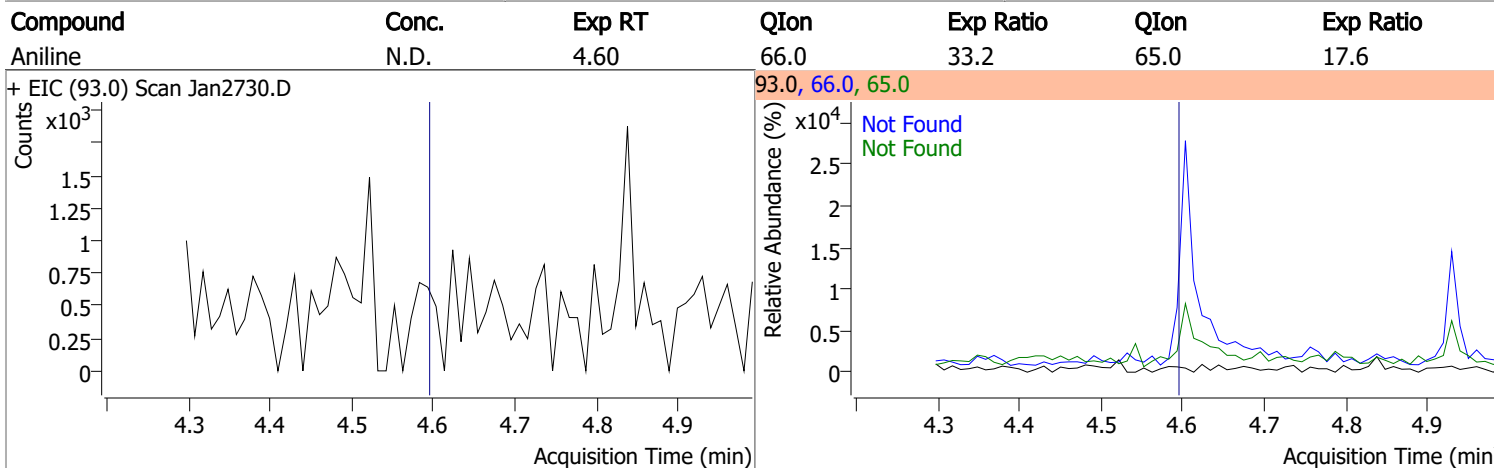 Compound Conc. Exp RT QIon Exp Ratio QIon Exp Ratio
Aniline N.D. 4.60 66.0 33.2 65.0 17.6
+ EIC (93.0) Scan Jan2730.D
Counts
x10³
1.5
1.25
1
0.75
0.5
0.25
0
4.3 4.4 4.5 4.6 4.7 4.8 4.9
Acquisition Time (min)
93.0, 66.0, 65.0
Relative Abundance (%)
x10⁴
Not Found
Not Found
2.5
2
1.5
1
0.5
0
4.3 4.4 4.5 4.6 4.7 4.8 4.9
Acquisition Time (min